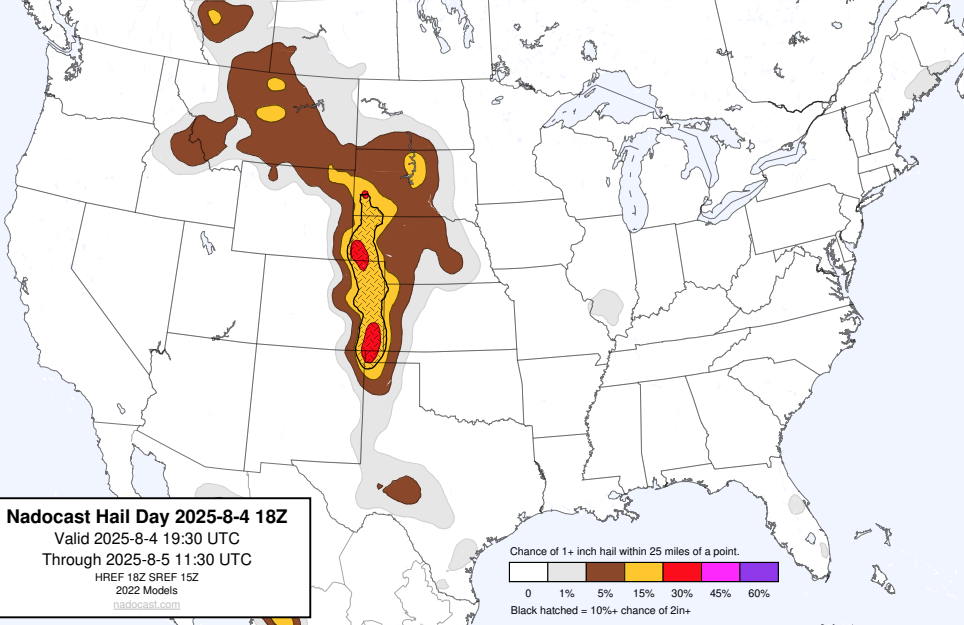 Nadocast Hail Day 2025-8-4 18Z
Valid 2025-8-4 19:30 UTC
Through 2025-8-5 11:30 UTC
HREF 18Z SREF 15Z
2022 Models
nadocast.com
Chance of 1+ inch hail within 25 miles of a point.
0 1% 5% 15% 30% 45% 60%
Black hatched = 10%+ chance of 2in+